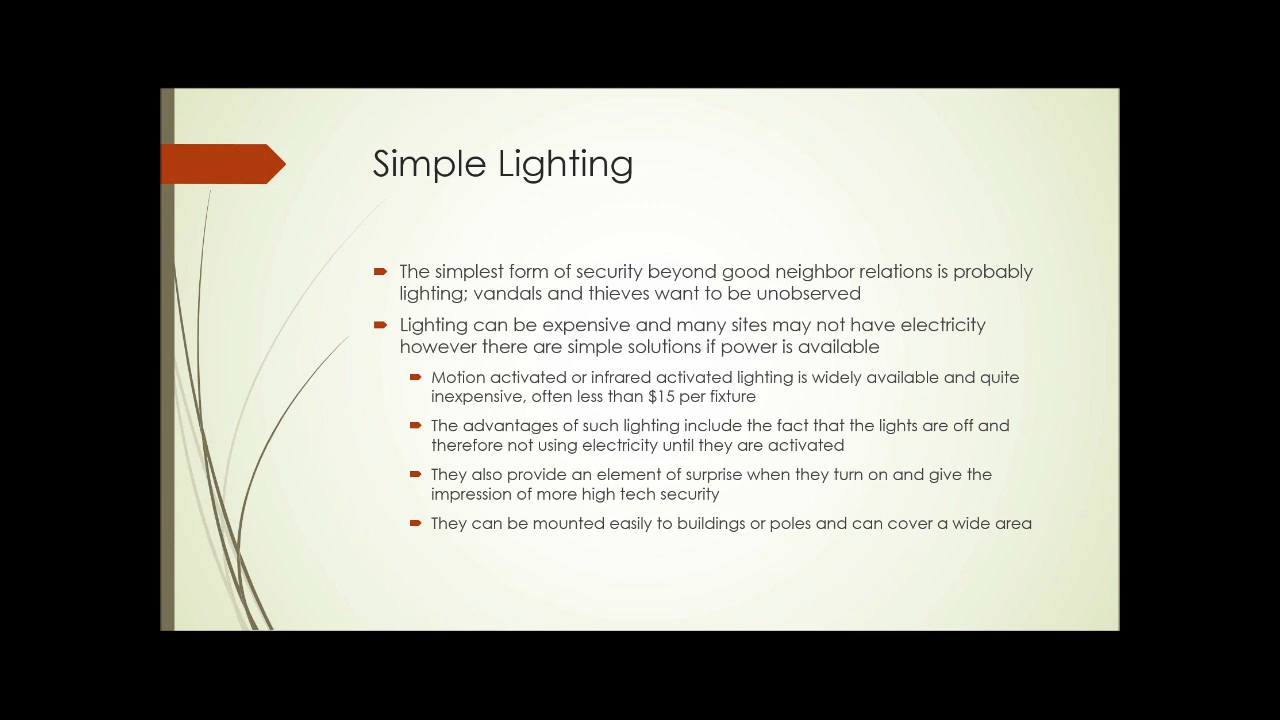 Simple Lighting
The simplest form of security beyond good neighbor relations is probably
lighting; vandals and thieves want to be unobserved
Lighting can be expensive and many sites may not have electricity
however there are simple solutions if power is available
Motion activated or infrared activated lighting is widely available and quite
inexpensive, often less than $15 per fixture
The advantages of such lighting include the fact that the lights are off and
therefore not using electricity until they are activated
They also provide an element of surprise when they turn on and give the
impression of more high tech security
They can be mounted easily to buildings or poles and can cover a wide area